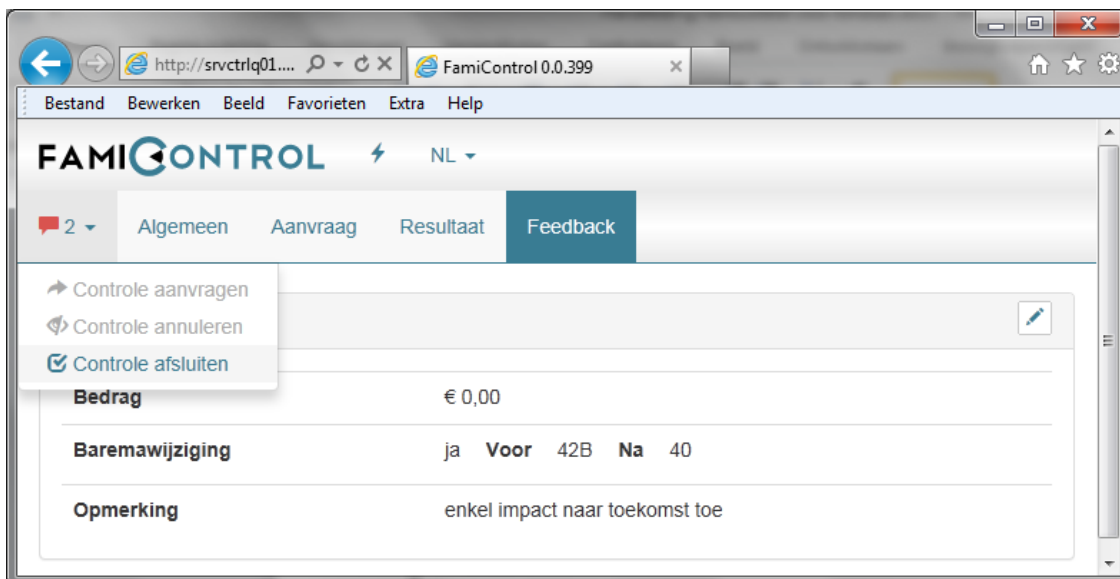 http://srvctrlq01....
FamiControl 0.0.399
Bestand Bewerken Beeld Favorieten Extra Help
FAMICONTROL NL
2 Algemeen Aanvraag Resultaat Feedback
Controle aanvragen
Controle annuleren
Controle afsluiten
Bedrag € 0,00
Baremawijziging ja Voor 42B Na 40
Opmerking enkel impact naar toekomst toe